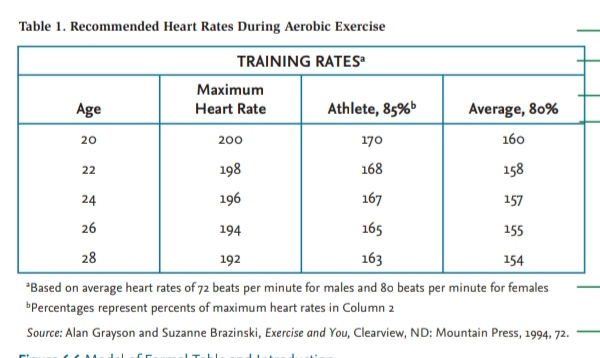 Table 1. Recommended Heart Rates During Aerobic Exercise
TRAINING RATESª
Maximum
Age Heart Rate Athlete, 85%ᵇ Average, 80%
20 200 170 160
22 198 168 158
24 196 167 157
26 194 165 155
28 192 163 154
ªBased on average heart rates of 72 beats per minute for males and 80 beats per minute for females
ᵇPercentages represent percents of maximum heart rates in Column 2
Source: Alan Grayson and Suzanne Brazinski, Exercise and You, Clearview, ND: Mountain Press, 1994, 72.